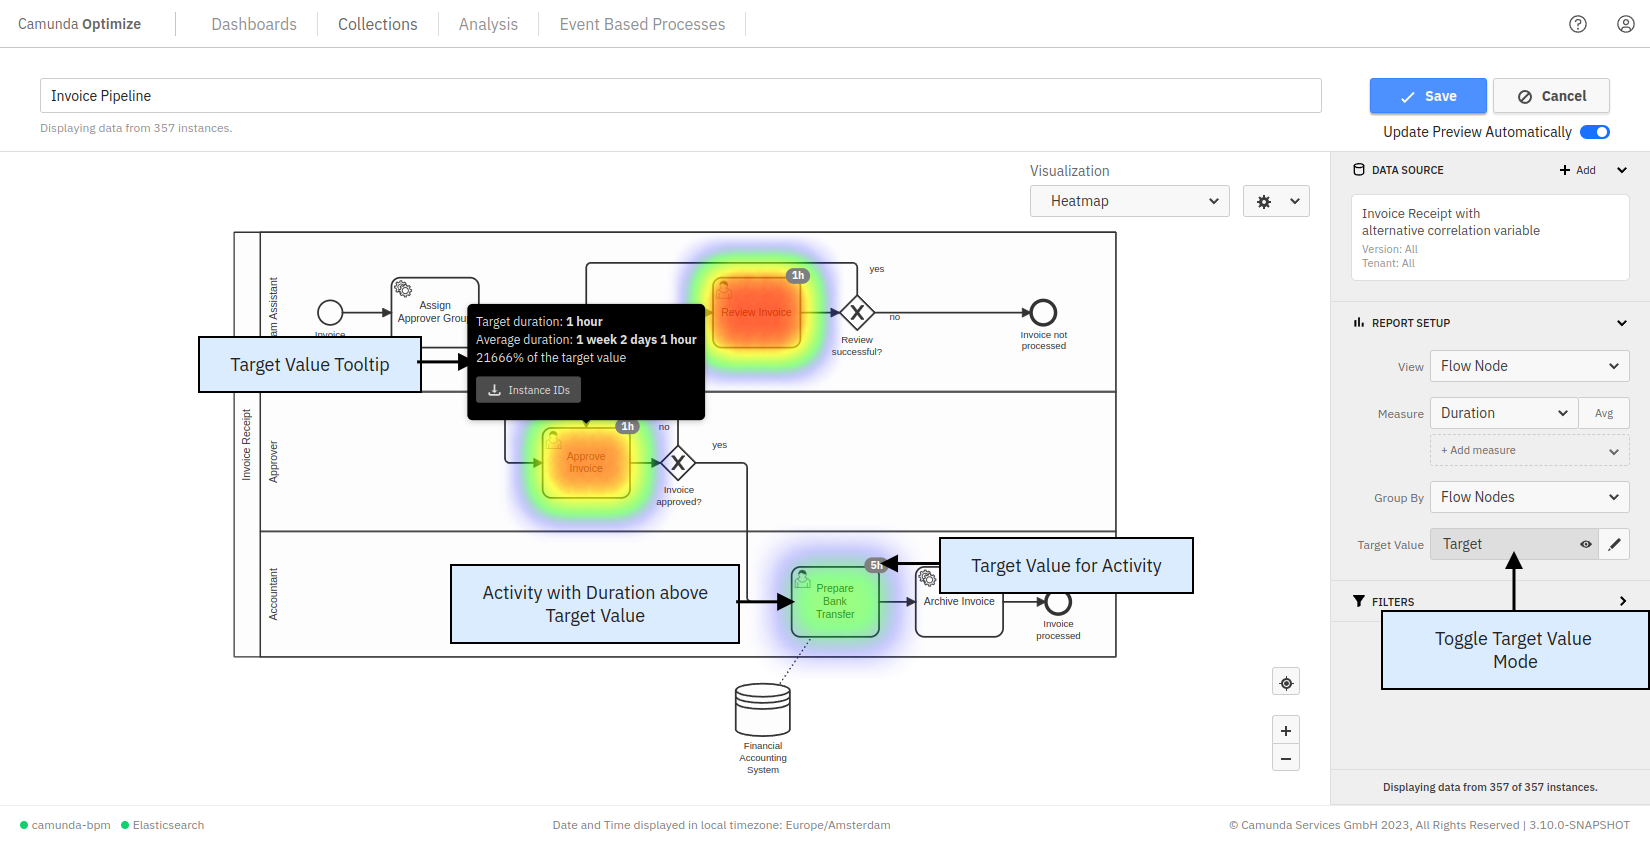 Camunda Optimize
Dashboards
Collections
Analysis
Event Based Processes
Invoice Pipeline
Save
Cancel
Displaying data from 357 instances.
Update Preview Automatically
Visualization
Heatmap
DATA SOURCE
Add
Invoice Receipt with
alternative correlation variable
Version: All
Tenant: All
REPORT SETUP
View
Flow Node
Measure
Duration
Avg
+ Add measure
Group By
Flow Nodes
Target Value
Target
FILTERS
Toggle Target Value
Mode
Displaying data from 357 of 357 instances.
Invoice Receipt
am Assistant
Invoice
Assign
Approver Grou
Review Invoice
1h
yes
no
Review
successful?
Invoice not
processed
Target Value Tooltip
Target duration: 1 hour
Average duration: 1 week 2 days 1 hour
21666% of the target value
Instance IDs
Approver
Approve
Invoice
1h
no
yes
Invoice
approved?
Accountant
Activity with Duration above
Target Value
Prepare
Bank
Transfer
5h
Target Value for Activity
Archive Invoice
Invoice
processed
Financial
Accounting
System
camunda-bpm
Elasticsearch
Date and Time displayed in local timezone: Europe/Amsterdam
© Camunda Services GmbH 2023, All Rights Reserved | 3.10.0-SNAPSHOT